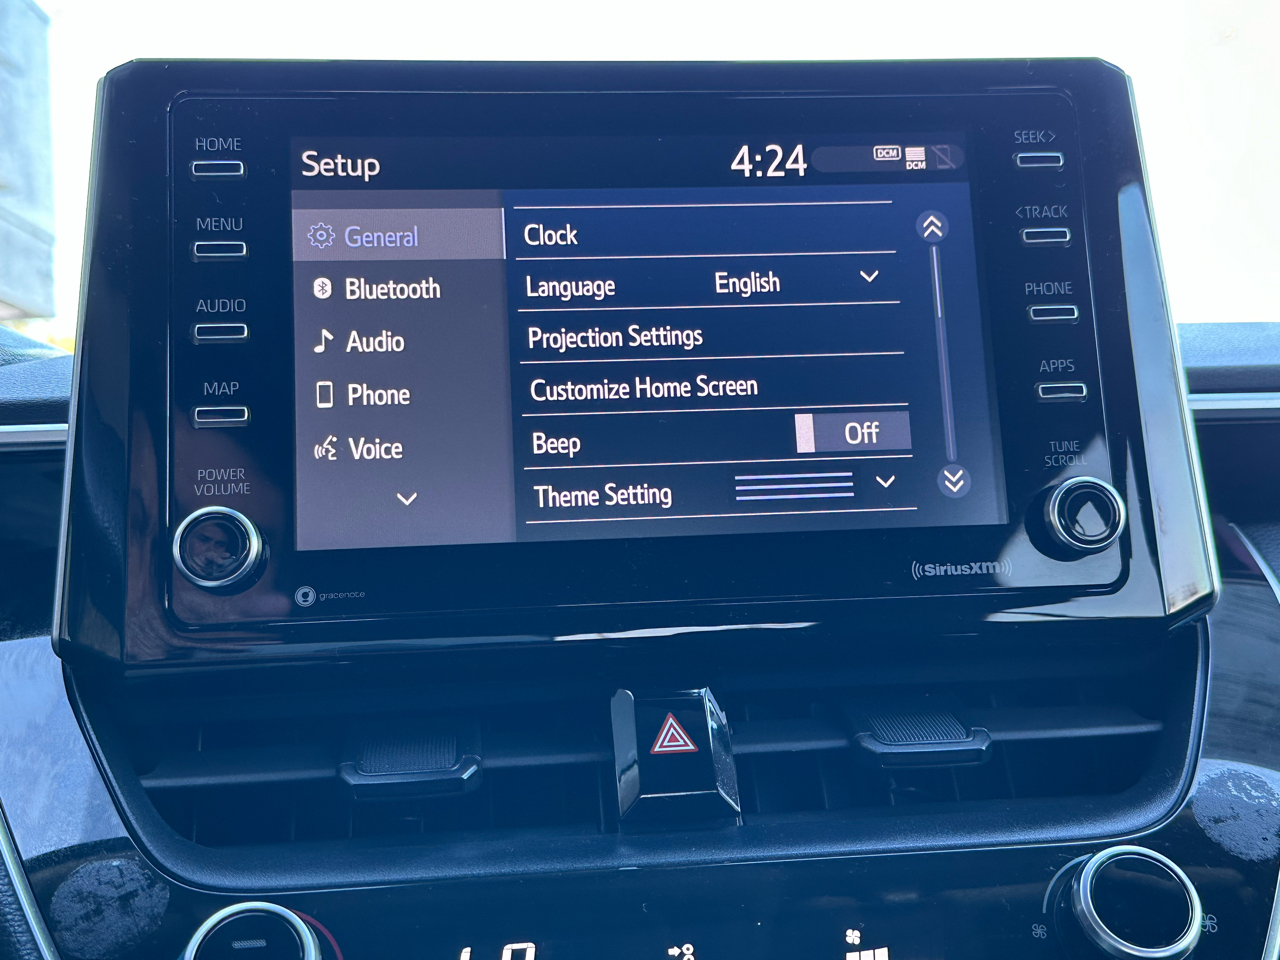 HOME
MENU
AUDIO
MAP
POWER
VOLUME
Setup
4:24
DCM
DCM
General
Bluetooth
Audio
Phone
Voice
Clock
Language English
Projection Settings
Customize Home Screen
Beep Off
Theme Setting
SEEK>
<TRACK
PHONE
APPS
TUNE
SCROLL
gracenote
SiriusXM